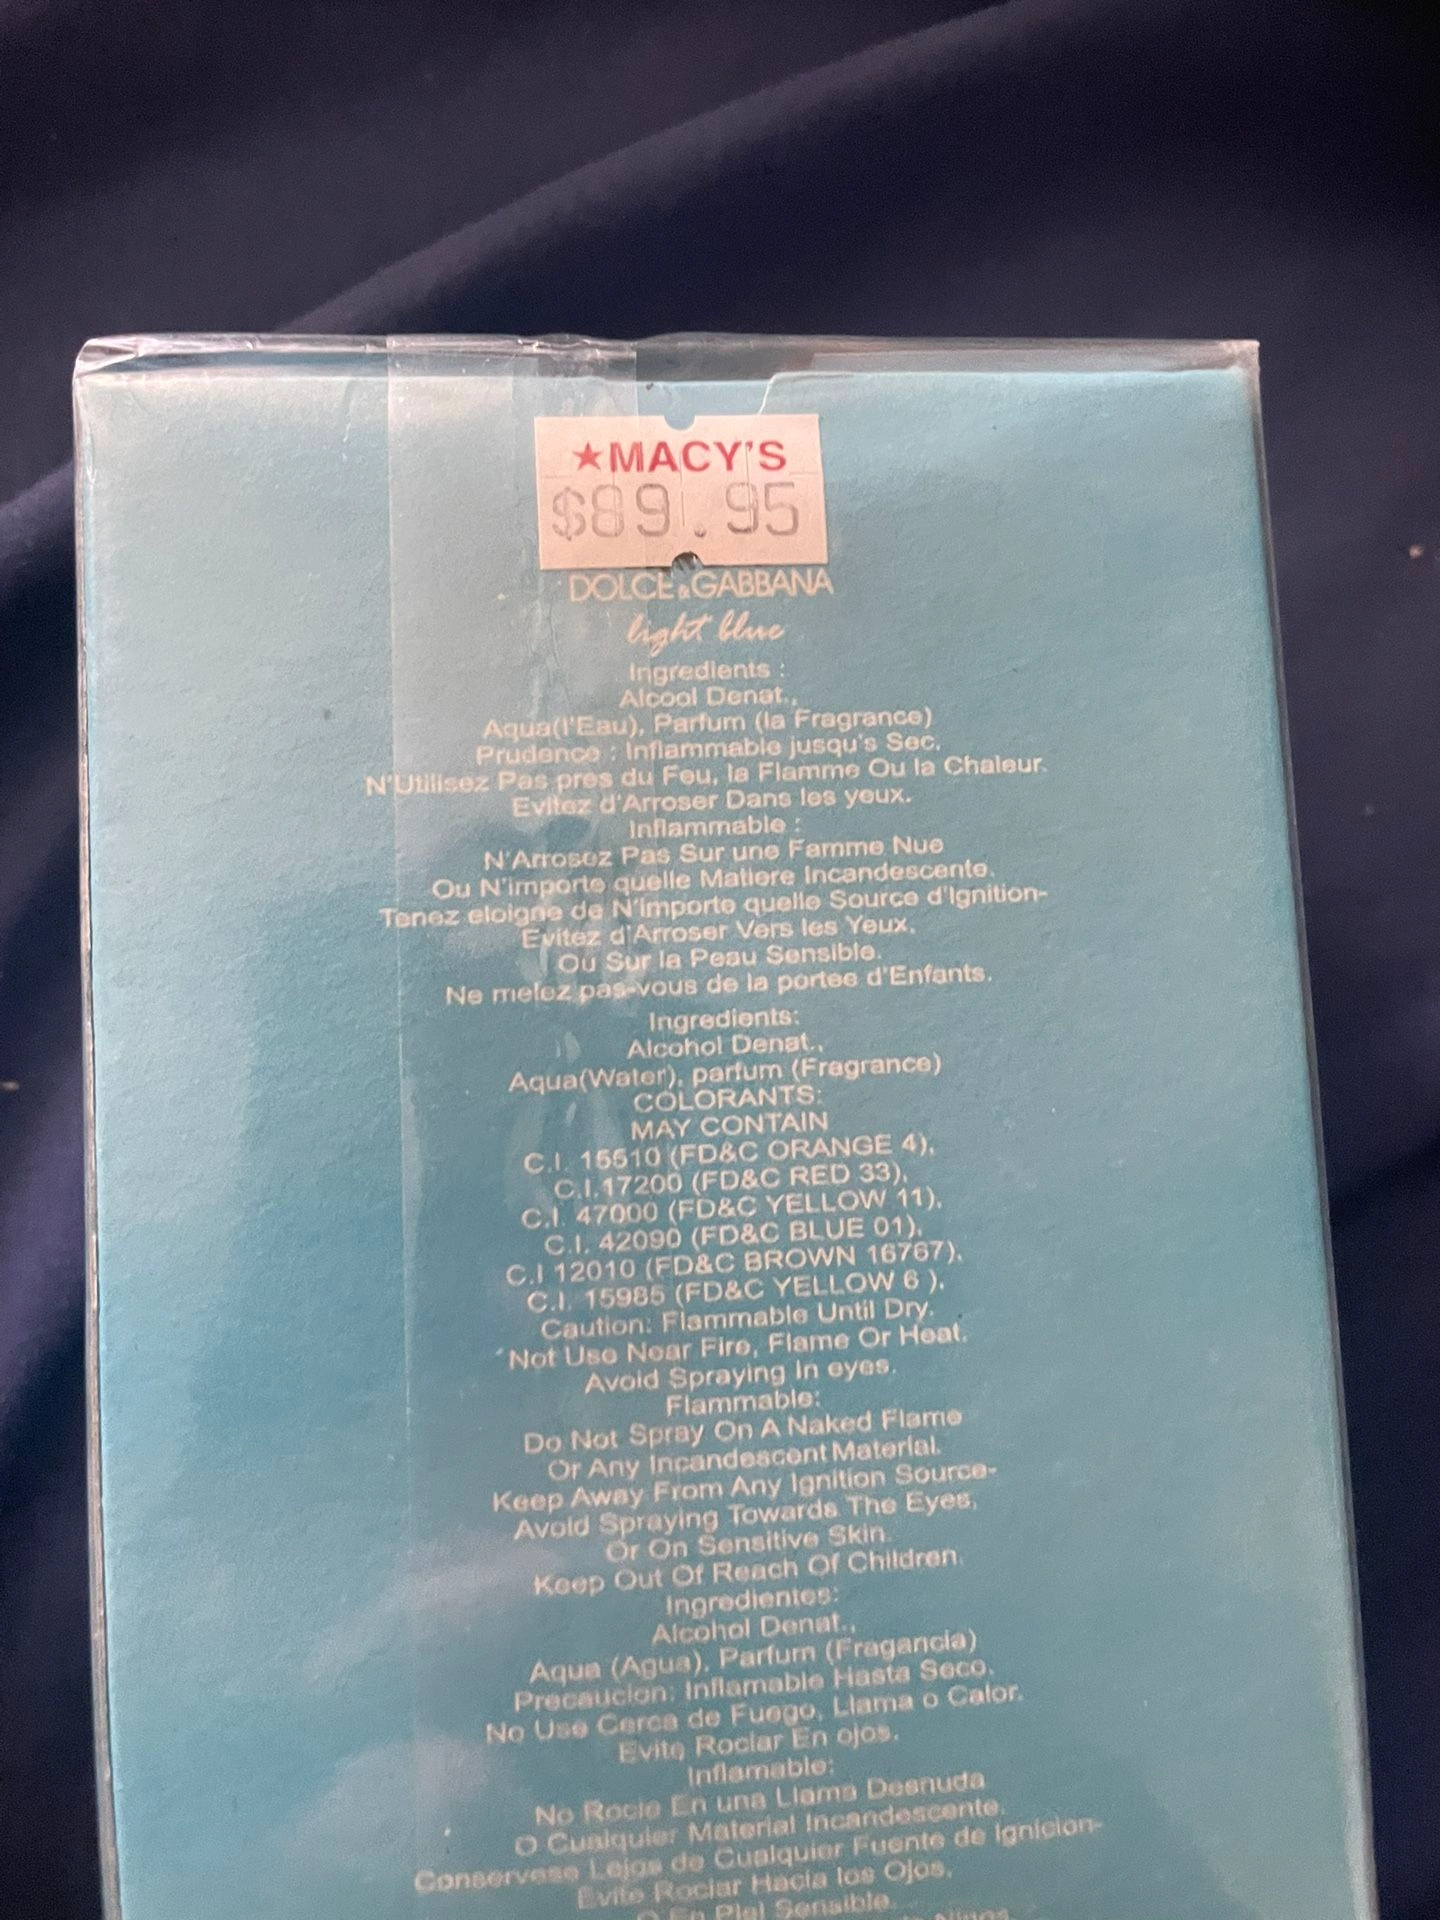 ★MACY'S
$89.95
DOLCE&GABBANA
light blue
Ingredients :
Alcool Denat.,
Aqua(l'Eau), Parfum (la Fragrance)
Prudence : Inflammable jusqu's Sec.
N'Utilisez Pas pres du Feu, la Flamme Ou la Chaleur.
Evitez d'Arroser Dans les yeux.
Inflammable :
N'Arrosez Pas Sur une Famme Nue
Ou N'importe quelle Matiere Incandescente.
Tenez eloigne de N'Importe quelle Source d'Ignition-
Evitez d'Arroser Vers les Yeux.
Ou Sur la Peau Sensible.
Ne melez pas-vous de la portee d'Enfants.
Ingredients:
Alcohol Denat.,
Aqua(Water), parfum (Fragrance)
COLORANTS:
MAY CONTAIN
C.I. 15510 (FD&C ORANGE 4),
C.I.17200 (FD&C RED 33),
C.I. 47000 (FD&C YELLOW 11),
C.I. 42090 (FD&C BLUE 01),
C.I 12010 (FD&C BROWN 16767),
C.I. 15985 (FD&C YELLOW 6 ),
Caution: Flammable Until Dry.
Not Use Near Fire, Flame Or Heat.
Avoid Spraying In eyes.
Flammable:
Do Not Spray On A Naked Flame
Or Any Incandescent Material.
Keep Away From Any Ignition Source-
Avoid Spraying Towards The Eyes.
Or On Sensitive Skin.
Keep Out Of Reach Of Children.
Ingredientes:
Alcohol Denat.,
Aqua (Agua), Parfum (Fragancia)
Precaucion: Inflamable Hasta Seco.
No Use Cerca de Fuego, Llama o Calor.
Evite Rociar En ojos.
Inflamable:
No Rocie En una Llama Desnuda
O Cualquier Material Incandescente.
Conservese Lejos de Cualquier Fuente de Ignicion-
Evite Rociar Hacia los Ojos.
O En Piel Sensible.